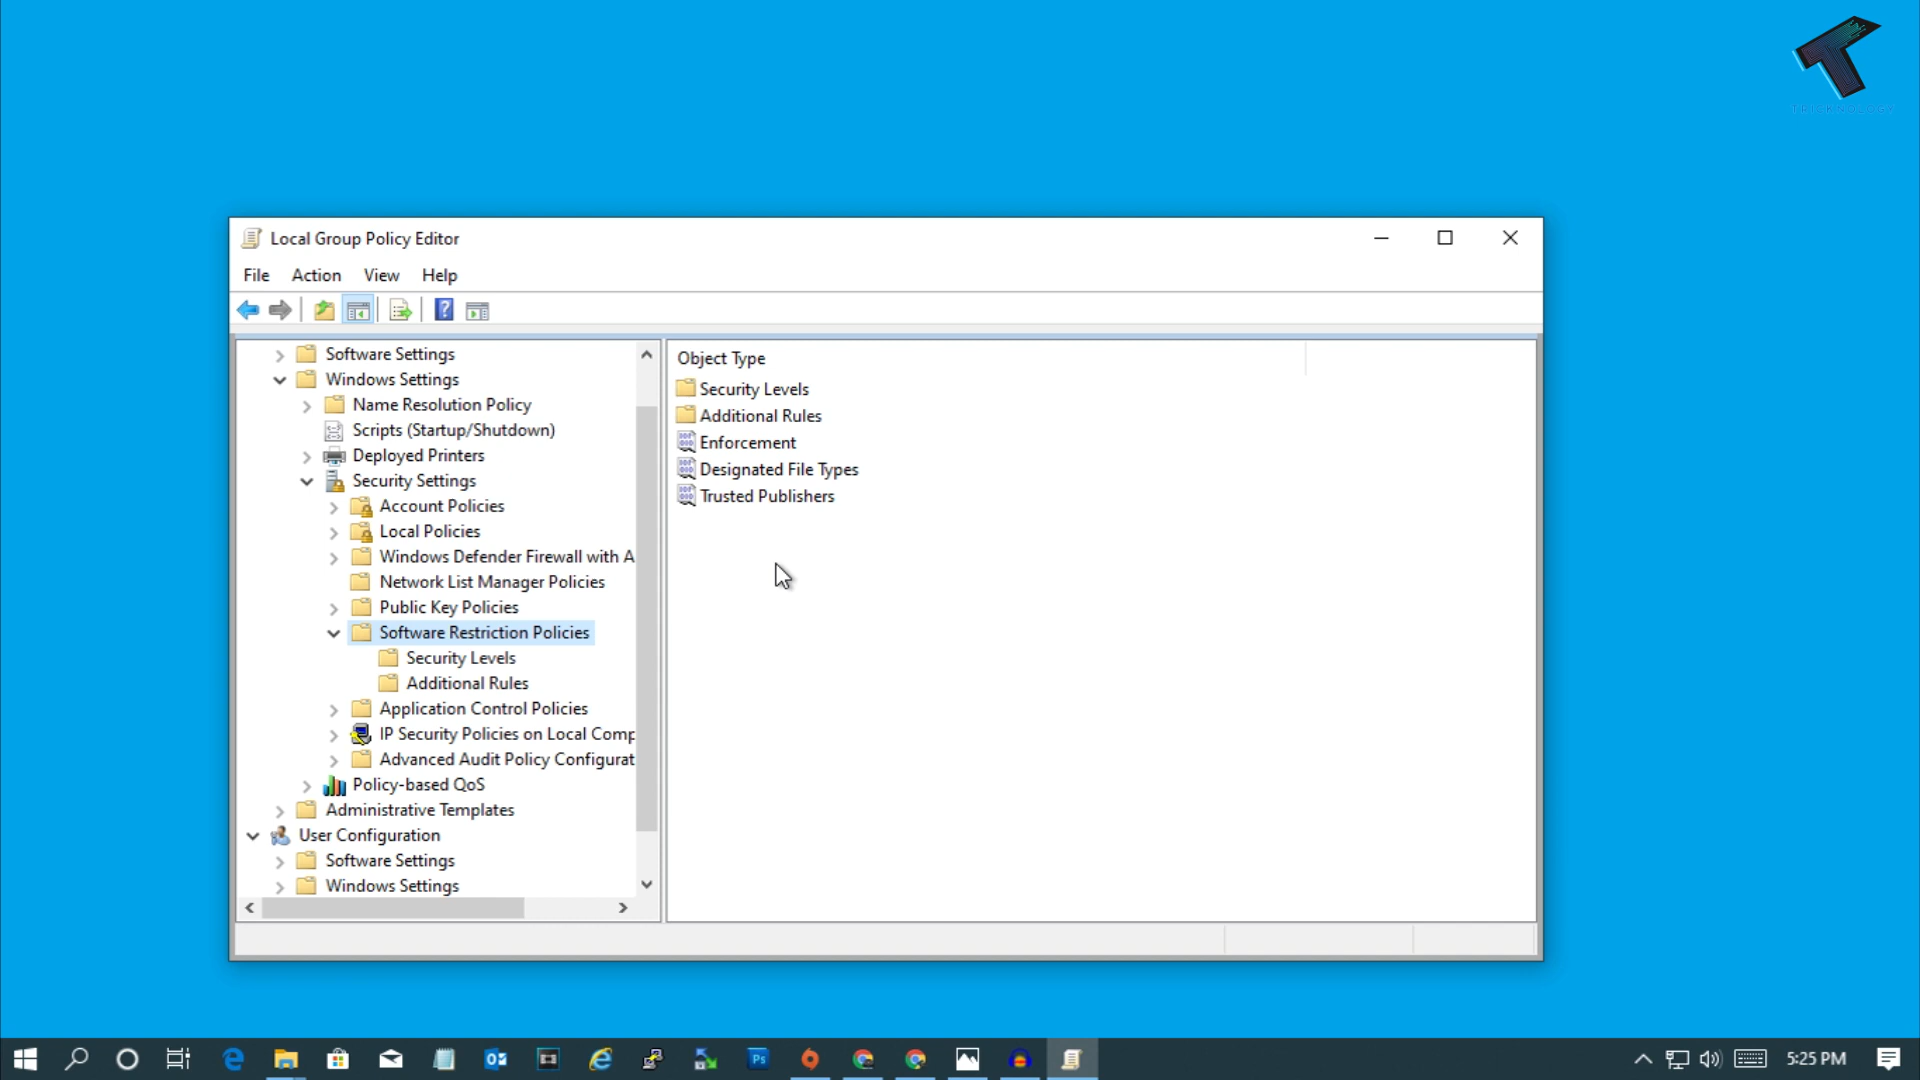 TRICKNOLOGY
Local Group Policy Editor
File Action View Help
Software Settings
Windows Settings
Name Resolution Policy
Scripts (Startup/Shutdown)
Deployed Printers
Security Settings
Account Policies
Local Policies
Windows Defender Firewall with A
Network List Manager Policies
Public Key Policies
Software Restriction Policies
Security Levels
Additional Rules
Application Control Policies
IP Security Policies on Local Comp
Advanced Audit Policy Configurat
Policy-based QoS
Administrative Templates
User Configuration
Software Settings
Windows Settings
Object Type
Security Levels
Additional Rules
Enforcement
Designated File Types
Trusted Publishers
Ps
5:25 PM